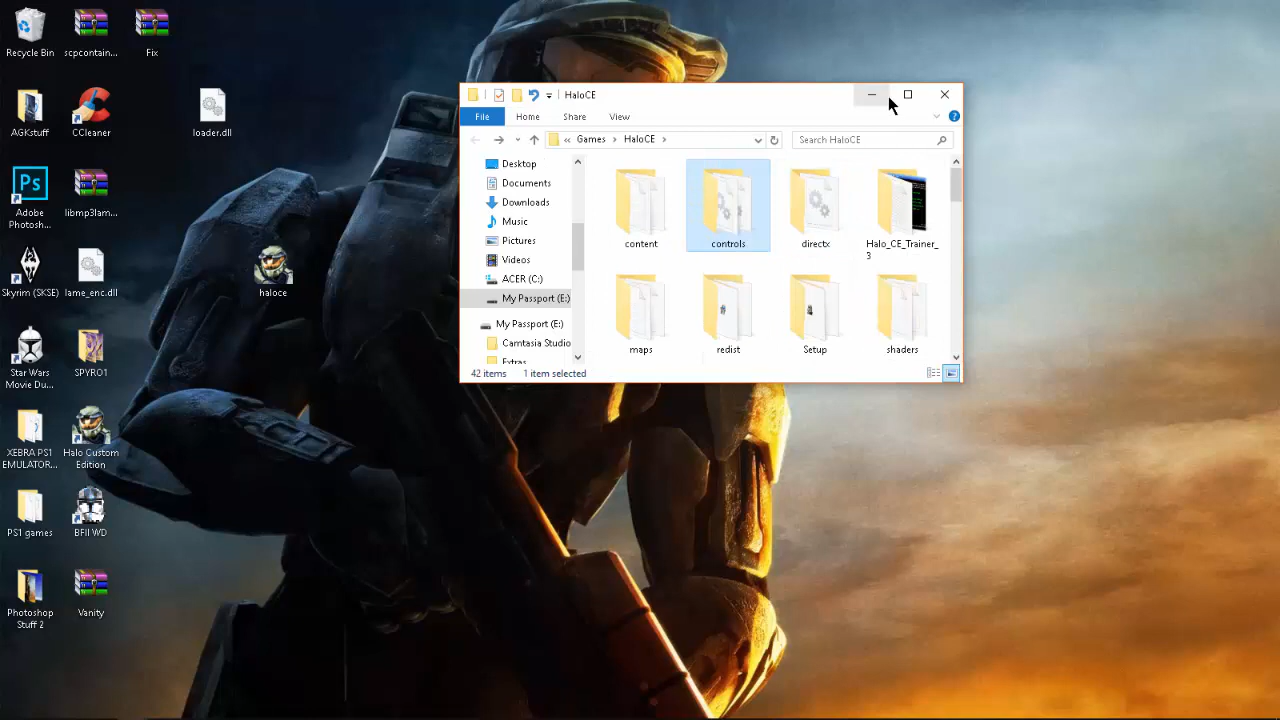 Recycle Bin
scpcontain...
Fix
AGKstuff
CCleaner
loader.dll
Ps
Adobe
Photosh...
libmp3lam...
Skyrim (SKSE)
lame_enc.dll
haloce
Star Wars
Movie Du...
SPYRO1
XEBRA PS1
EMULATOR...
Halo Custom
Edition
PS1 games
BFII WD
Photoshop
Stuff 2
Vanity
HaloCE
File Home Share View
« Games › HaloCE ›
Search HaloCE
Desktop
Documents
Downloads
Music
Pictures
Videos
ACER (C:)
My Passport (E:)
My Passport (E:)
Camtasia Studio
Extras
content
controls
directx
Halo_CE_Trainer_
3
maps
redist
Setup
shaders
42 items 1 item selected